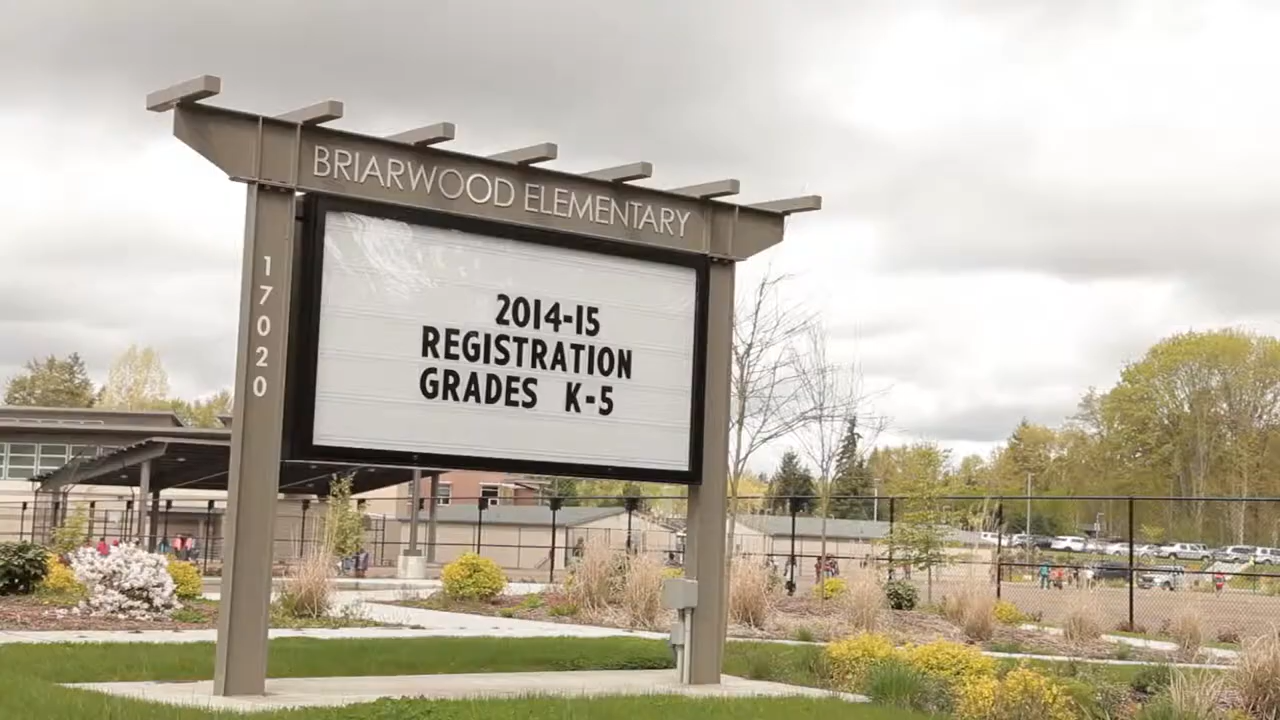 BRIARWOOD ELEMENTARY
17020
2014-15
REGISTRATION
GRADES K-5